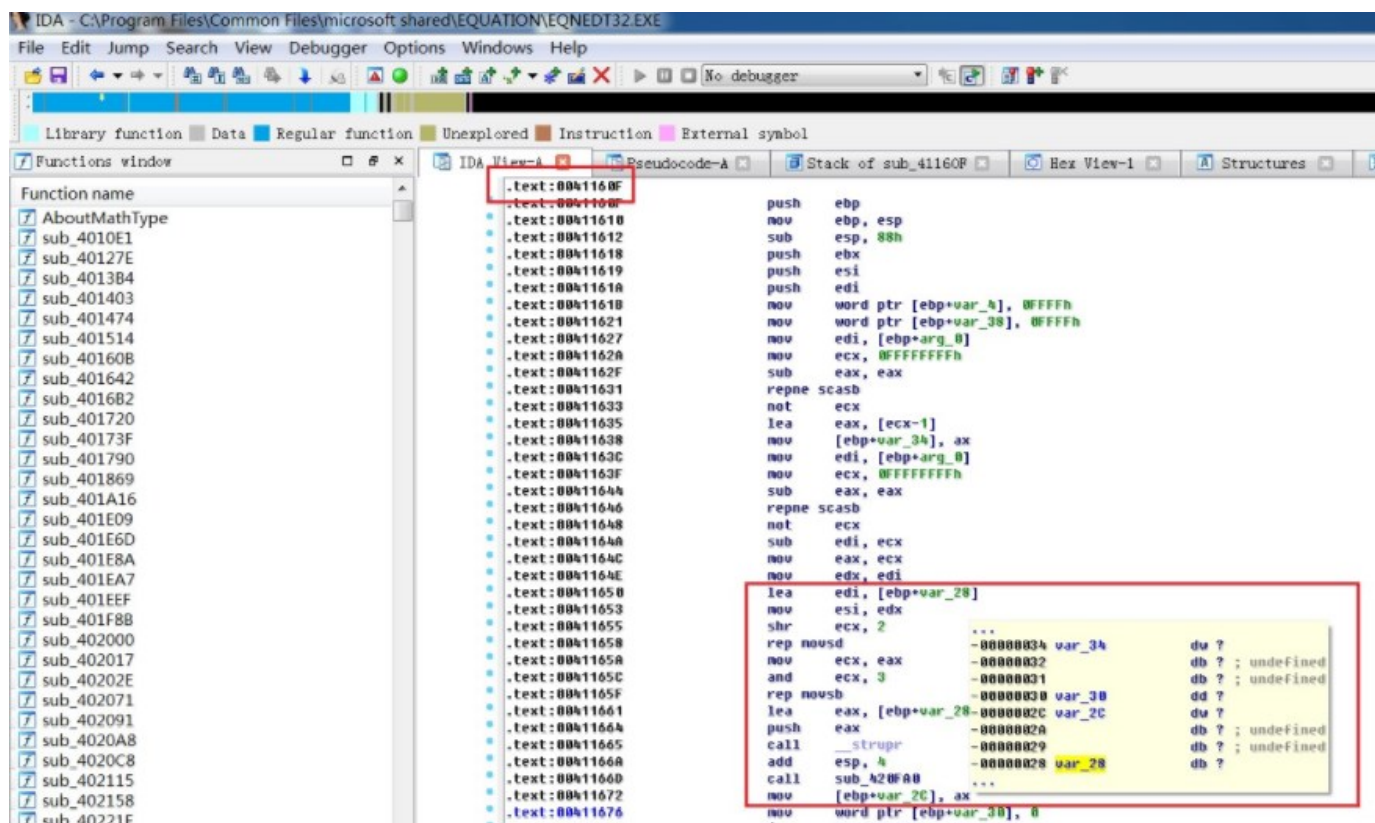 IDA - C:\Program Files\Common Files\microsoft shared\EQUATION\EQNEDT32.EXE
File Edit Jump Search View Debugger Options Windows Help
No debugger
Library function Data Regular function Unexplored Instruction External symbol
Functions window
IDA View-A Pseudocode-A Stack of sub_41160F Hex View-1 Structures
Function name
AboutMathType
sub_4010E1
sub_40127E
sub_4013B4
sub_401403
sub_401474
sub_401514
sub_40160B
sub_401642
sub_4016B2
sub_401720
sub_40173F
sub_401790
sub_401869
sub_401A16
sub_401E09
sub_401E6D
sub_401E8A
sub_401EA7
sub_401EEF
sub_401F8B
sub_402000
sub_402017
sub_40202E
sub_402071
sub_402091
sub_4020A8
sub_4020C8
sub_402115
sub_402158
sub_40221F
.text:0041160F
.text:0041160F push ebp
.text:00411610 mov ebp, esp
.text:00411612 sub esp, 88h
.text:00411618 push ebx
.text:00411619 push esi
.text:0041161A push edi
.text:0041161B mov word ptr [ebp+var_4], 0FFFFh
.text:00411621 mov word ptr [ebp+var_38], 0FFFFh
.text:00411627 mov edi, [ebp+arg_0]
.text:0041162A mov ecx, 0FFFFFFFFh
.text:0041162F sub eax, eax
.text:00411631 repne scasb
.text:00411633 not ecx
.text:00411635 lea eax, [ecx-1]
.text:00411638 mov [ebp+var_34], ax
.text:0041163C mov edi, [ebp+arg_0]
.text:0041163F mov ecx, 0FFFFFFFFh
.text:00411644 sub eax, eax
.text:00411646 repne scasb
.text:00411648 not ecx
.text:0041164A sub edi, ecx
.text:0041164C mov eax, ecx
.text:0041164E mov edx, edi
.text:00411650 lea edi, [ebp+var_28]
.text:00411653 mov esi, edx
.text:00411655 shr ecx, 2
.text:00411658 rep movsd
.text:0041165A mov ecx, eax
.text:0041165C and ecx, 3
.text:0041165F rep movsb
.text:00411661 lea eax, [ebp+var_28
.text:00411664 push eax
.text:00411665 call __strupr
.text:0041166A add esp, 4
.text:0041166D call sub_420FA0
.text:00411672 mov [ebp+var_2C], ax
.text:00411676 mov word ptr [ebp+var_30], 0
...
-00000034 var_34 dw ?
-00000032 db ? ; undefined
-00000031 db ? ; undefined
-00000030 var_30 dd ?
-0000002C var_2C dw ?
-0000002A db ? ; undefined
-00000029 db ? ; undefined
-00000028 var_28 db ?
...